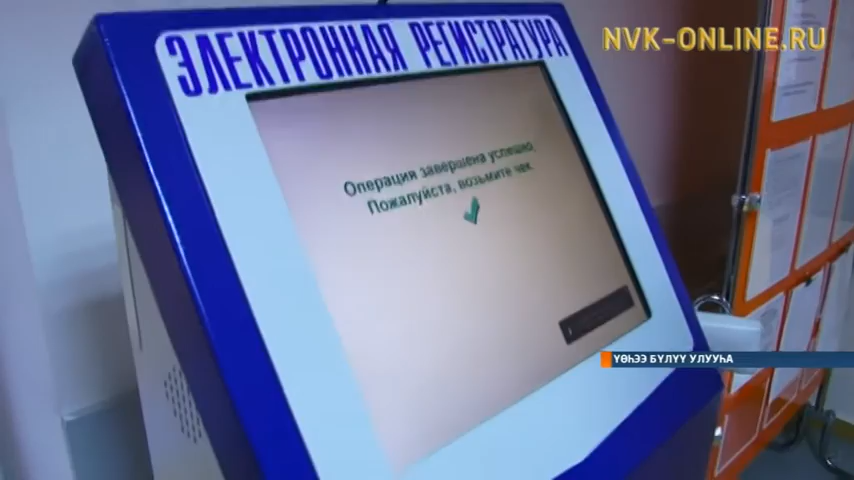 NVK-ONLINE.RU
ЭЛЕКТРОННАЯ РЕГИСТРАТУРА
Операция завершена успешно,
Пожалуйста, возьмите чек.
ҮӨҺЭЭ БҮЛҮҮ УЛУУҺА